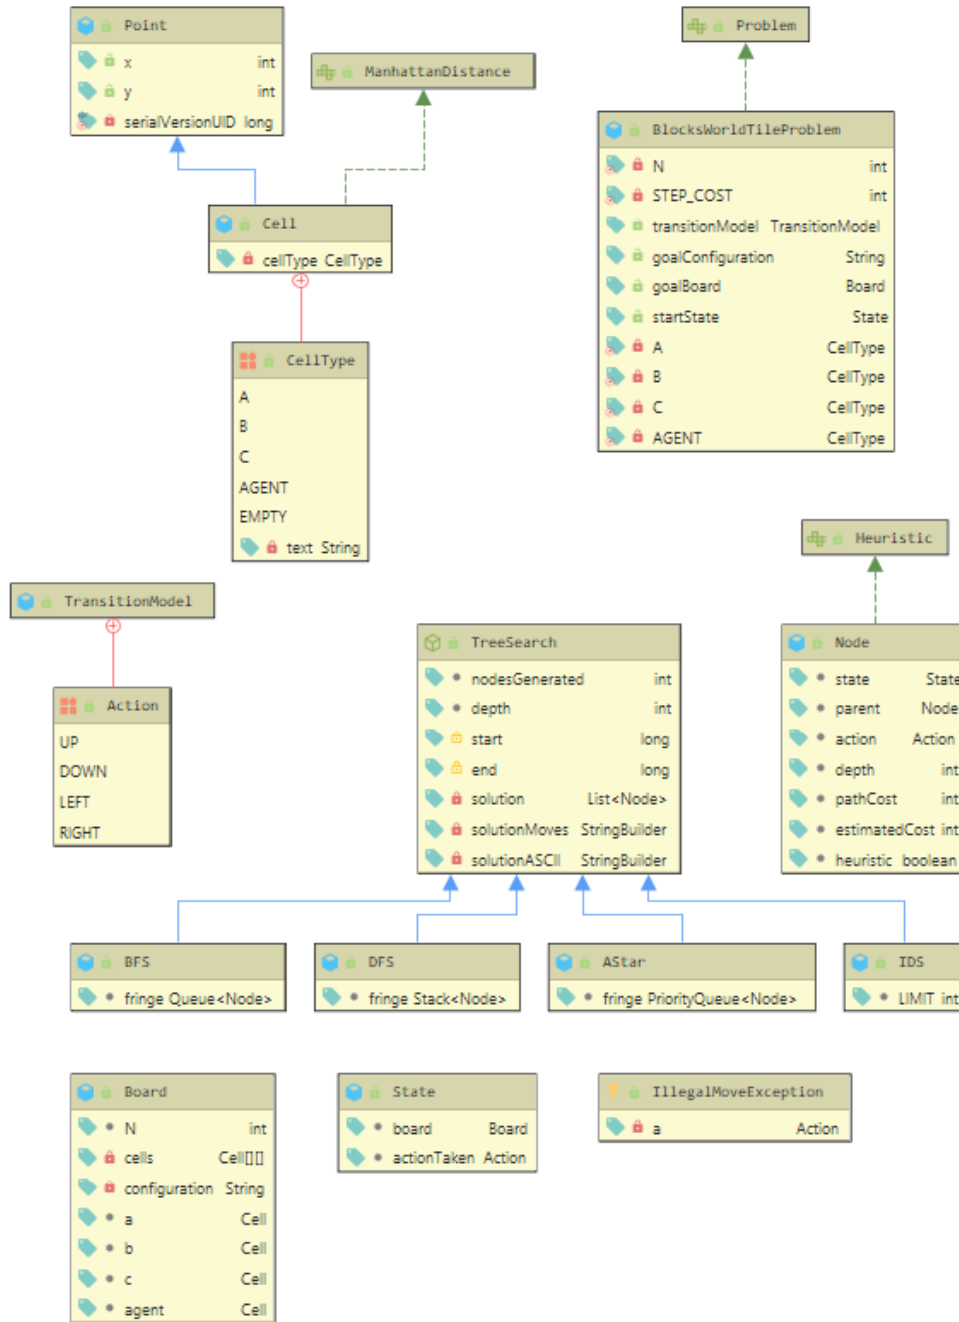 Point
x int
y int
serialVersionUID long
ManhattanDistance
Problem
BlocksWorldTileProblem
N int
STEP_COST int
transitionModel TransitionModel
goalConfiguration String
goalBoard Board
startState State
A CellType
B CellType
C CellType
AGENT CellType
Cell
cellType CellType
CellType
A
B
C
AGENT
EMPTY
text String
Heuristic
TransitionModel
Action
UP
DOWN
LEFT
RIGHT
TreeSearch
nodesGenerated int
depth int
start long
end long
solution List<Node>
solutionMoves StringBuilder
solutionASCII StringBuilder
Node
state State
parent Node
action Action
depth int
pathCost int
estimatedCost int
heuristic boolean
BFS
fringe Queue<Node>
DFS
fringe Stack<Node>
AStar
fringe PriorityQueue<Node>
IDS
LIMIT int
Board
N int
cells Cell[][]
configuration String
a Cell
b Cell
c Cell
agent Cell
State
board Board
actionTaken Action
IllegalMoveException
a Action